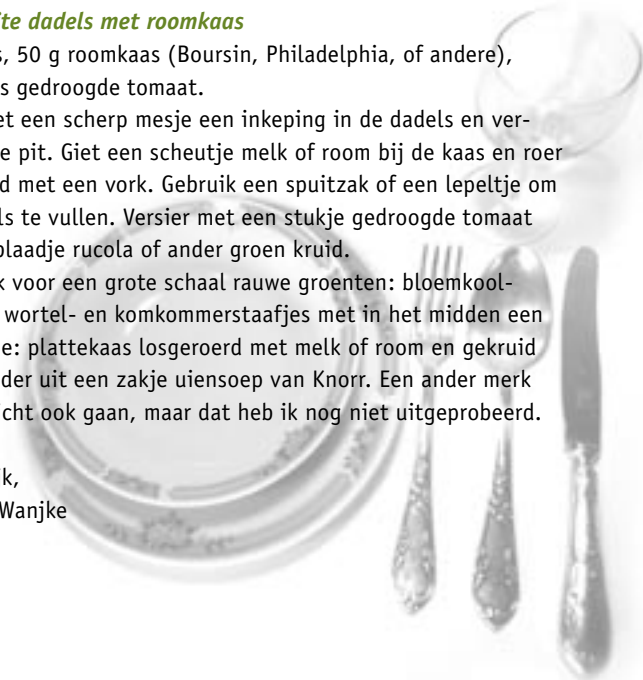 te dadels met roomkaas
, 50 g roomkaas (Boursin, Philadelphia, of andere),
s gedroogde tomaat.
et een scherp mesje een inkeping in de dadels en ver-
e pit. Giet een scheutje melk of room bij de kaas en roer
d met een vork. Gebruik een spuitzak of een lepeltje om
ls te vullen. Versier met een stukje gedroogde tomaat
blaadje rucola of ander groen kruid.
k voor een grote schaal rauwe groenten: bloemkool-
wortel- en komkommerstaafjes met in het midden een
e: plattekaas losgeroerd met melk of room en gekruid
der uit een zakje uiensoep van Knorr. Een ander merk
icht ook gaan, maar dat heb ik nog niet uitgeprobeerd.
k,
Wanjke